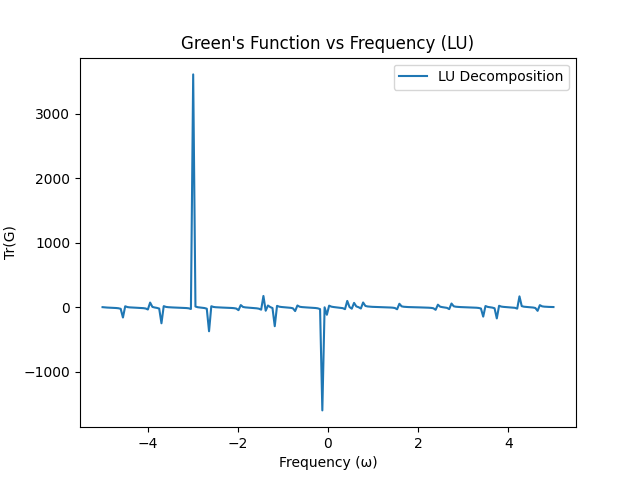 Green's Function vs Frequency (LU)
LU Decomposition
Tr(G)
3000
2000
1000
0
−1000
−4
−2
0
2
4
Frequency (ω)